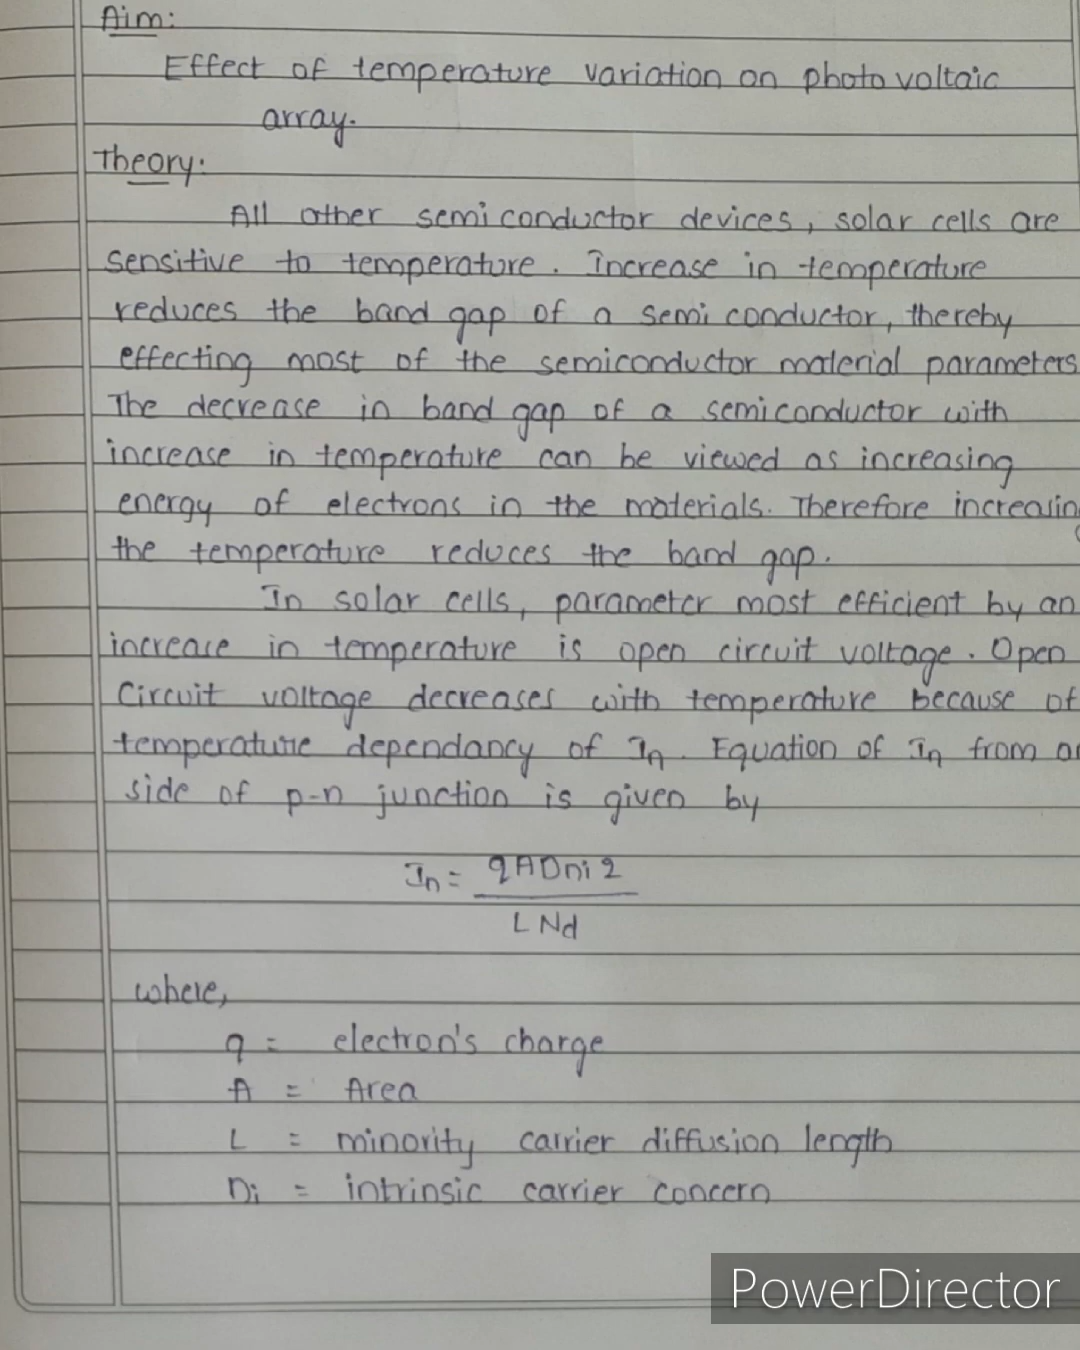 Aim:
Effect of temperature variation on photo voltaic
array.
Theory:
All other semi conductor devices, solar cells are
sensitive to temperature. Increase in temperature
reduces the band gap of a semi conductor, thereby
effecting most of the semiconductor material parameters
The decrease in band gap of a semiconductor with
increase in temperature can be viewed as increasing
energy of electrons in the materials. Therefore increasin
the temperature reduces the band gap.
In solar cells, parameter most efficient by an
increase in temperature is open circuit voltage. Open
Circuit voltage decreases with temperature because of
temperature dependancy of In. Equation of In from a
side of p-n junction is given by
In = qADni2
L Nd
where,
q = electron's charge
A = Area
L = minority carrier diffusion length
ni = intrinsic carrier concern
PowerDirector